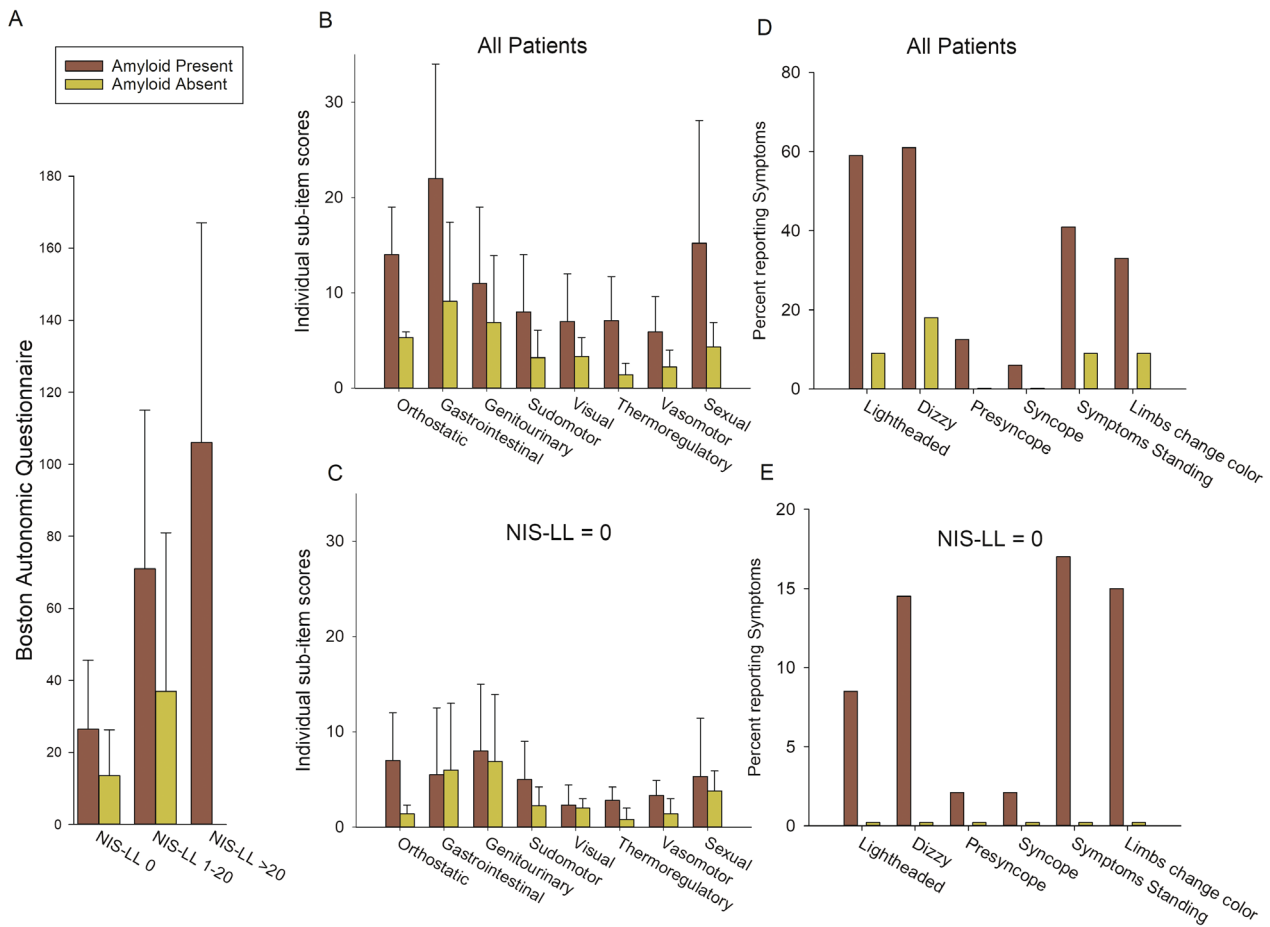 A
Amyloid Present
Amyloid Absent
Boston Autonomic Questionnaire
180
160
140
120
100
80
60
40
20
0
NIS-LL 0
NIS-LL 1-20
NIS-LL >20
B
All Patients
Individual sub-item scores
30
20
10
0
Orthostatic
Gastrointestinal
Genitourinary
Sudomotor
Visual
Thermoregulatory
Vasomotor
Sexual
C
NIS-LL = 0
Individual sub-item scores
30
20
10
0
Orthostatic
Gastrointestinal
Genitourinary
Sudomotor
Visual
Thermoregulatory
Vasomotor
Sexual
D
All Patients
Percent reporting Symptoms
80
60
40
20
0
Lightheaded
Dizzy
Presyncope
Syncope
Symptoms Standing
Limbs change color
E
NIS-LL = 0
Percent reporting Symptoms
20
15
10
5
0
Lightheaded
Dizzy
Presyncope
Syncope
Symptoms Standing
Limbs change color